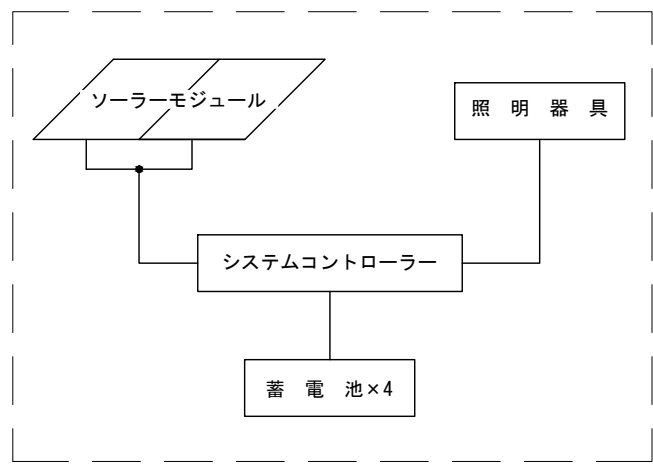 ソーラーモジュール
照 明 器 具
システムコントローラー
蓄 電 池×4